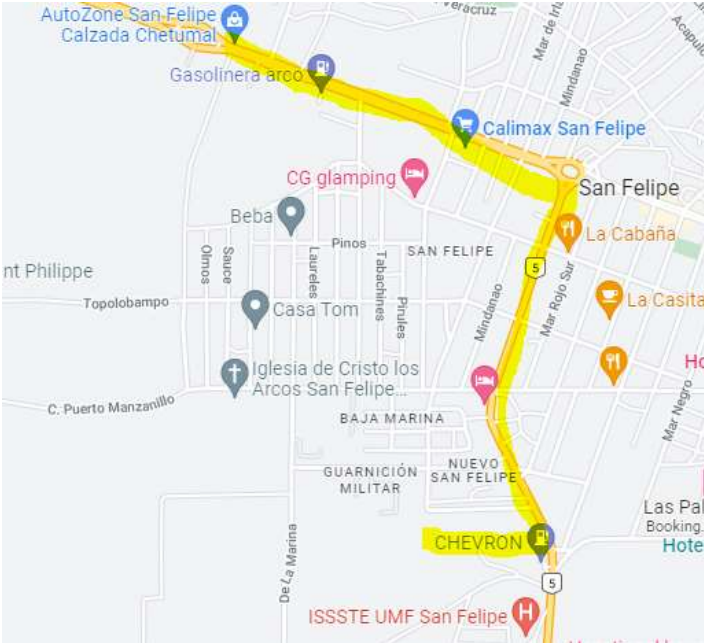 AutoZone San Felipe
Calzada Chetumal
Veracruz
Mar de
Acapulco
Mindanao
Gasolinera arco
Calimax San Felipe
CG glamping
San Felipe
Beba
La Cabaña
Pinos
SAN FELIPE
Olmos
Sauce
Laureles
Tabachines
5
nt Philippe
Topolobampo
Casa Tom
Pirules
Mindanao
Mar Rojo Sur
La Casita
Iglesia de Cristo los
Arcos San Felipe...
Ho
C. Puerto Manzanillo
BAJA MARINA
Mar Negro
GUARNICIÓN
MILITAR
NUEVO
SAN FELIPE
Las Pal
Booking.
Hote
CHEVRON
De La Marina
5
ISSSTE UMF San Felipe
H